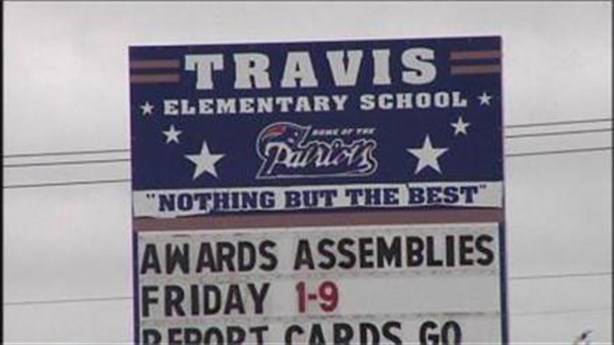 TRAVIS
ELEMENTARY SCHOOL
HOME OF THE
Patriots
"NOTHING BUT THE BEST"
AWARDS ASSEMBLIES
FRIDAY 1-9
REPORT CARDS GO